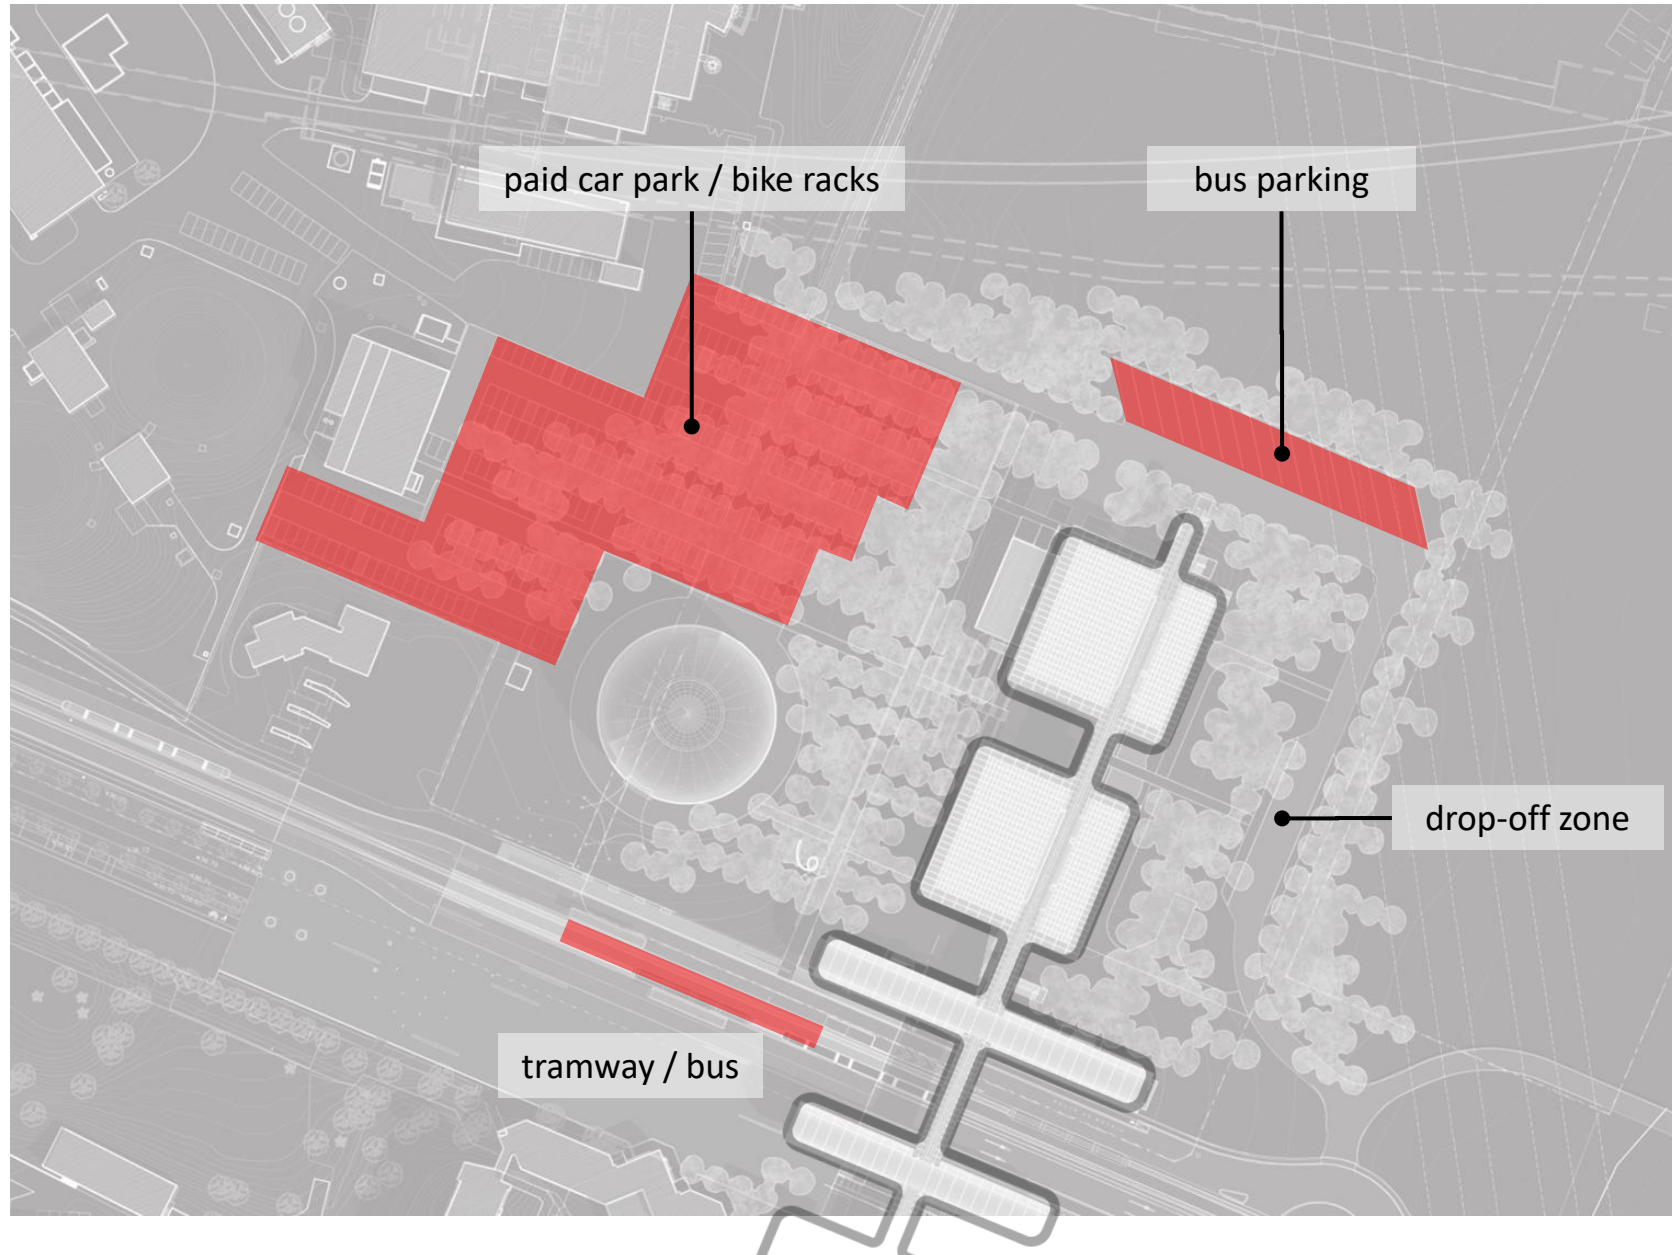 paid car park / bike racks
bus parking
drop-off zone
tramway / bus